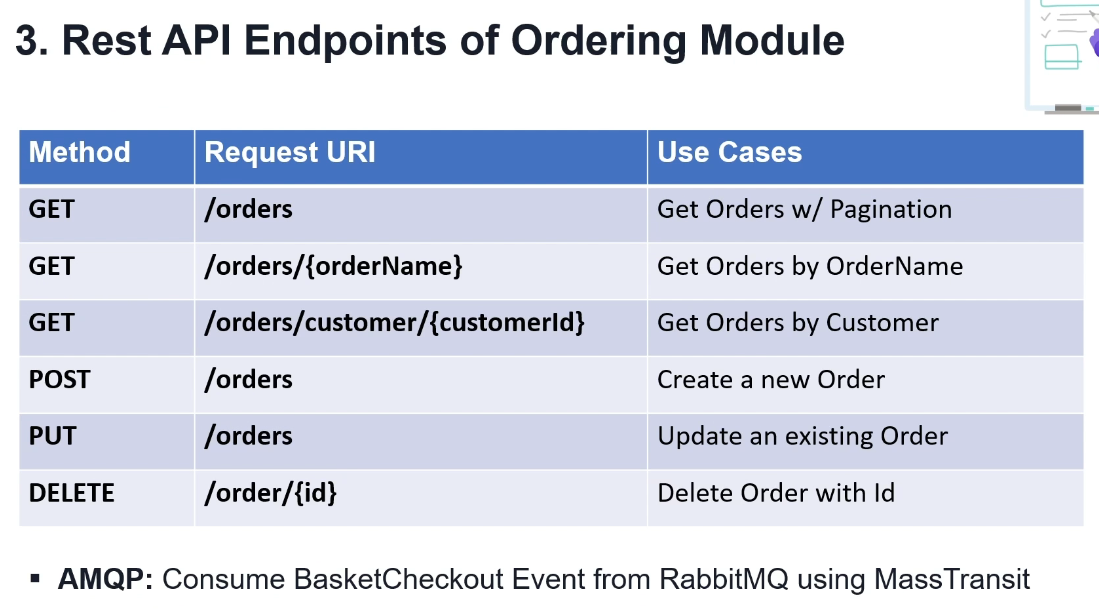 3. Rest API Endpoints of Ordering Module
Method Request URI Use Cases
GET /orders Get Orders w/ Pagination
GET /orders/{orderName} Get Orders by OrderName
GET /orders/customer/{customerId} Get Orders by Customer
POST /orders Create a new Order
PUT /orders Update an existing Order
DELETE /order/{id} Delete Order with Id
▪ AMQP: Consume BasketCheckout Event from RabbitMQ using MassTransit